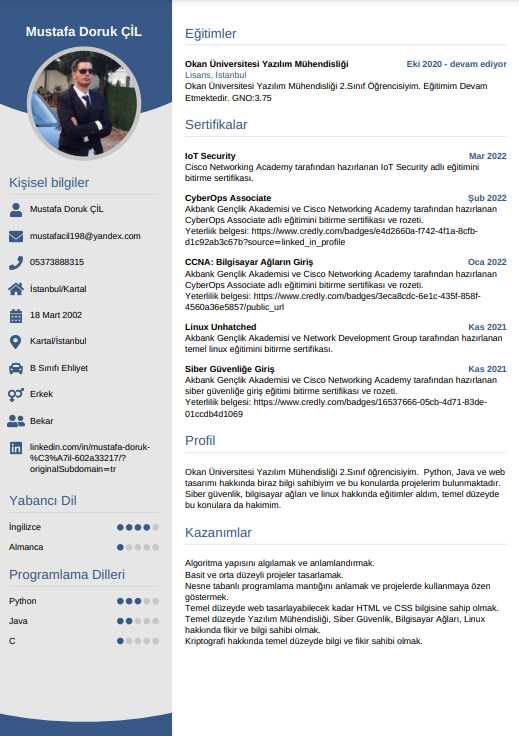 Mustafa Doruk ÇİL
Kişisel bilgiler
Mustafa Doruk ÇİL
mustafacil198@yandex.com
05373888315
İstanbul/Kartal
18 Mart 2002
Kartal/İstanbul
B Sınıfı Ehliyet
Erkek
Bekar
linkedin.com/in/mustafa-doruk-
%C3%A7il-602a33217/?
originalSubdomain=tr
Yabancı Dil
İngilizce
Almanca
Programlama Dilleri
Python
Java
C
Eğitimler
Okan Üniversitesi Yazılım Mühendisliği Eki 2020 - devam ediyor
Lisans, İstanbul
Okan Üniversitesi Yazılım Mühendisliği 2.Sınıf Öğrencisiyim. Eğitimim Devam
Etmektedir. GNO:3.75
Sertifikalar
IoT Security Mar 2022
Cisco Networking Academy tarafından hazırlanan IoT Security adlı eğitimini
bitirme sertifikası.
CyberOps Associate Şub 2022
Akbank Gençlik Akademisi ve Cisco Networking Academy tarafından hazırlanan
CyberOps Associate adlı eğitimini bitirme sertifikası ve rozeti.
Yeterlilik belgesi: https://www.credly.com/badges/e4d2660a-f742-4f1a-8cfb-
d1c92ab3c67b?source=linked_in_profile
CCNA: Bilgisayar Ağların Giriş Oca 2022
Akbank Gençlik Akademisi ve Cisco Networking Academy tarafından hazırlanan
CyberOps Associate adlı eğitimini bitirme sertifikası ve rozeti.
Yeterlilik belgesi: https://www.credly.com/badges/3eca8cdc-6e1c-435f-858f-
4560a36e5857/public_url
Linux Unhatched Kas 2021
Akbank Gençlik Akademisi ve Network Development Group tarafından hazırlanan
temel linux eğitimini bitirme sertifikası.
Siber Güvenliğe Giriş Kas 2021
Akbank Gençlik Akademisi ve Cisco Networking Academy tarafından hazırlanan
siber güvenliğe giriş eğitimi bitirme sertifikası ve rozeti.
Yeterlilik belgesi: https://www.credly.com/badges/16537666-05cb-4d71-83de-
01ccdb4d1069
Profil
Okan Üniversitesi Yazılım Mühendisliği 2.Sınıf öğrencisiyim. Python, Java ve web
tasarımı hakkında biraz bilgi sahibiyim ve bu konularda projelerim bulunmaktadır.
Siber güvenlik, bilgisayar ağları ve linux hakkında eğitimler aldım, temel düzeyde
bu konulara da hakimim.
Kazanımlar
Algoritma yapısını algılamak ve anlamlandırmak.
Basit ve orta düzeyli projeler tasarlamak.
Nesne tabanlı programlama mantığını anlamak ve projelerde kullanmaya özen
göstermek.
Temel düzeyde web tasarlayabilecek kadar HTML ve CSS bilgisine sahip olmak.
Temel düzeyde Yazılım Mühendisliği, Siber Güvenlik, Bilgisayar Ağları, Linux
hakkında fikir ve bilgi sahibi olmak.
Kriptografi hakkında temel düzeyde bilgi ve fikir sahibi olmak.